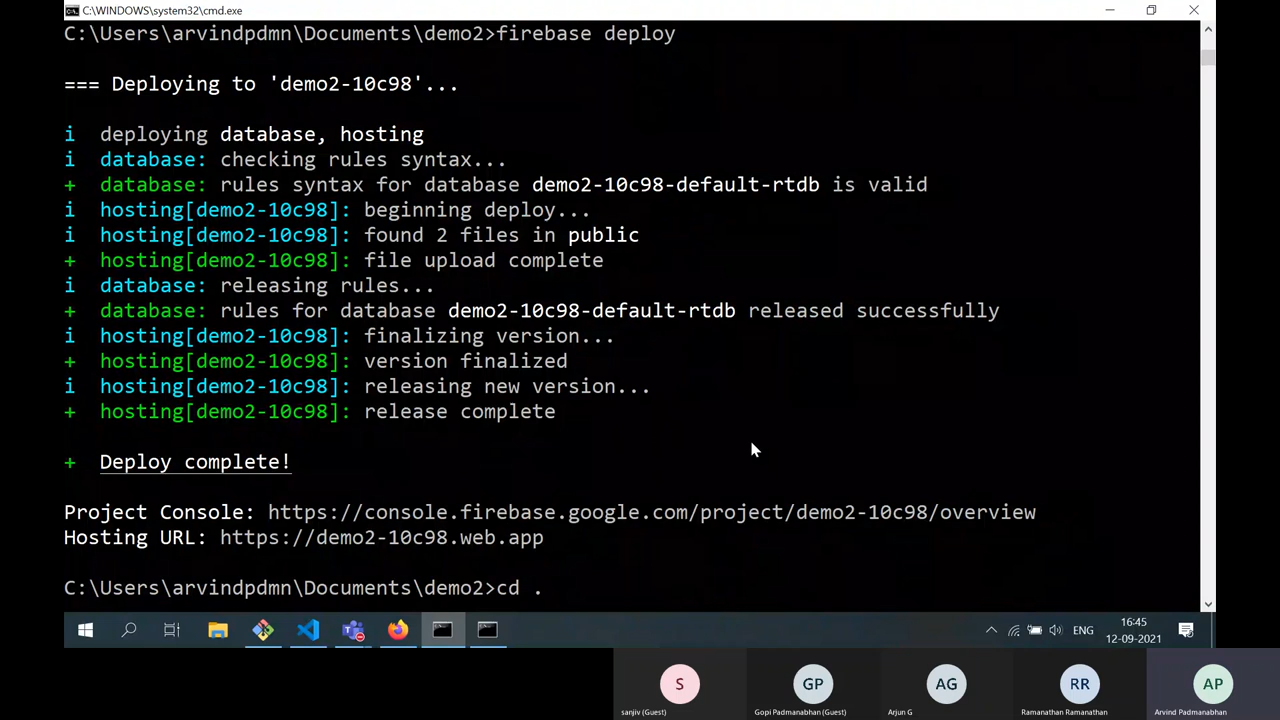 C:\WINDOWS\system32\cmd.exe
C:\Users\arvindpdmn\Documents\demo2>firebase deploy
=== Deploying to 'demo2-10c98'...
i  deploying database, hosting
i  database: checking rules syntax...
+  database: rules syntax for database demo2-10c98-default-rtdb is valid
i  hosting[demo2-10c98]: beginning deploy...
i  hosting[demo2-10c98]: found 2 files in public
+  hosting[demo2-10c98]: file upload complete
i  database: releasing rules...
+  database: rules for database demo2-10c98-default-rtdb released successfully
i  hosting[demo2-10c98]: finalizing version...
+  hosting[demo2-10c98]: version finalized
i  hosting[demo2-10c98]: releasing new version...
+  hosting[demo2-10c98]: release complete
+  Deploy complete!
Project Console: https://console.firebase.google.com/project/demo2-10c98/overview
Hosting URL: https://demo2-10c98.web.app
C:\Users\arvindpdmn\Documents\demo2>cd .
ENG
16:45
12-09-2021
S
GP
AG
RR
AP
sanjiv (Guest)
Gopi Padmanabhan (Guest)
Arjun G
Ramanathan Ramanathan
Arvind Padmanabhan